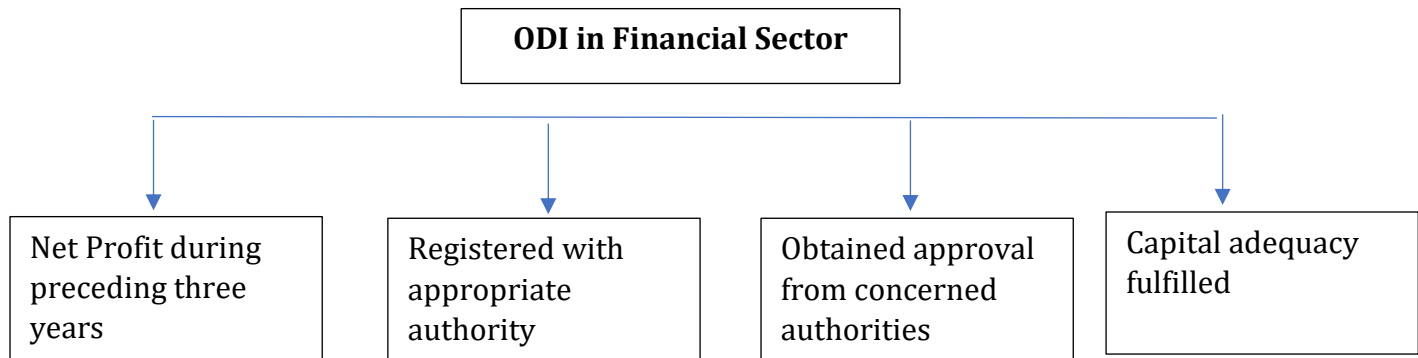 ODI in Financial Sector
Net Profit during
preceding three
years
Registered with
appropriate
authority
Obtained approval
from concerned
authorities
Capital adequacy
fulfilled